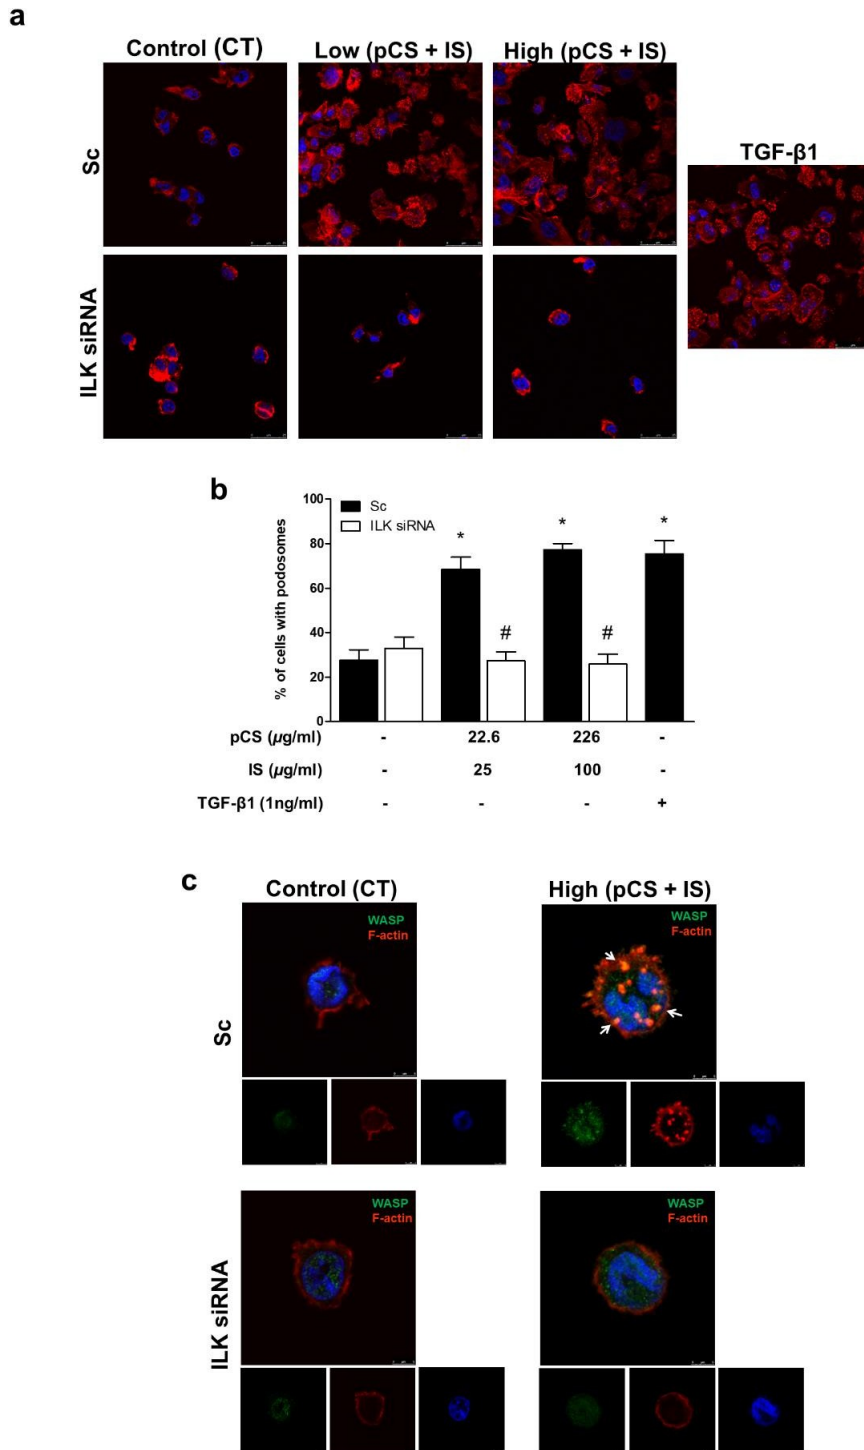 a
Control (CT)
Low (pCS + IS)
High (pCS + IS)
TGF-β1
Sc
ILK siRNA
b
Sc
ILK siRNA
% of cells with podosomes
100
80
60
40
20
0
*
#
*
#
*
pCS (µg/ml) - 22.6 226 -
IS (µg/ml) - 25 100 -
TGF-β1 (1ng/ml) - - - +
c
Control (CT)
High (pCS + IS)
Sc
WASP
F-actin
WASP
F-actin
ILK siRNA
WASP
F-actin
WASP
F-actin